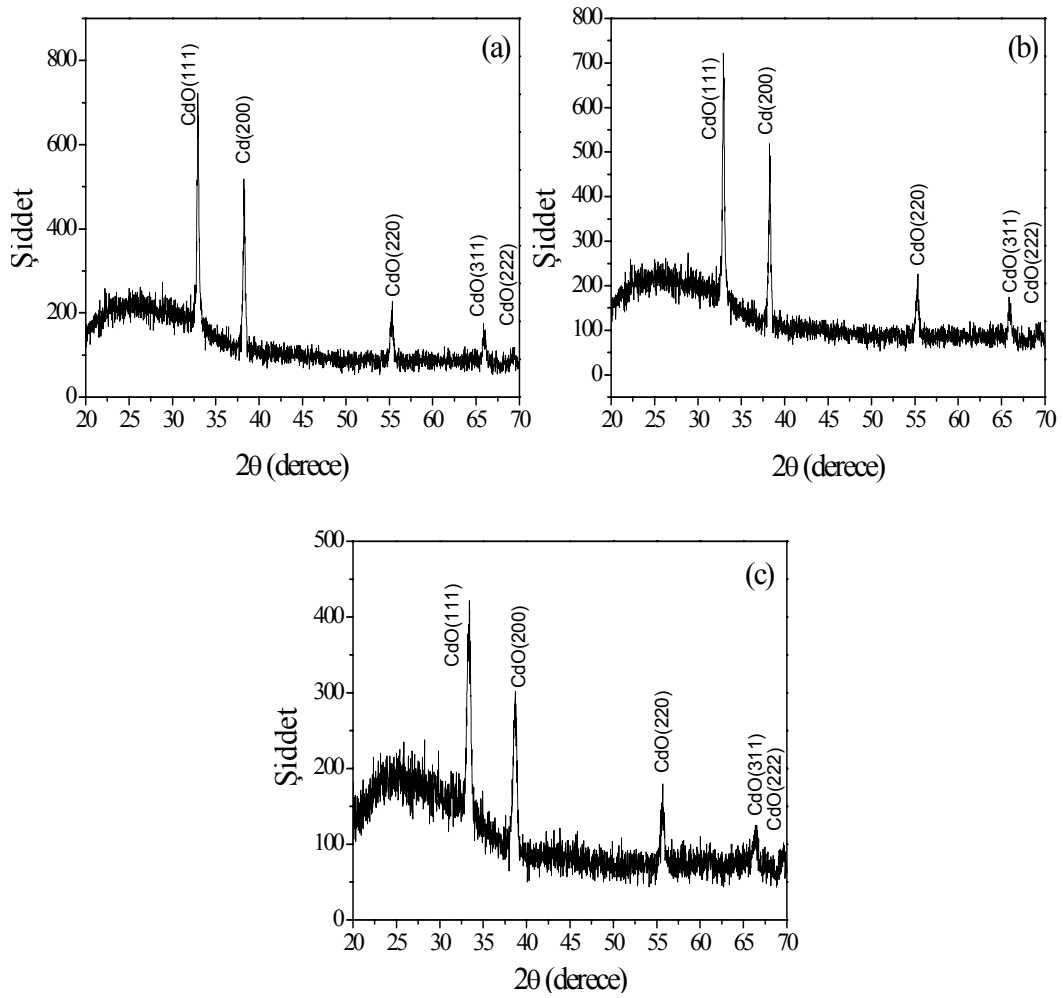 (a)
800
600
400
200
0
Şiddet
CdO(111)
Cd(200)
CdO(220)
CdO(311)
CdO(222)
20 25 30 35 40 45 50 55 60 65 70
2θ (derece)
(b)
800
700
600
500
400
300
200
100
0
Şiddet
CdO(111)
Cd(200)
CdO(220)
CdO(311)
CdO(222)
20 25 30 35 40 45 50 55 60 65 70
2θ (derece)
(c)
500
400
300
200
100
0
Şiddet
CdO(111)
CdO(200)
CdO(220)
CdO(311)
CdO(222)
20 25 30 35 40 45 50 55 60 65 70
2θ (derece)